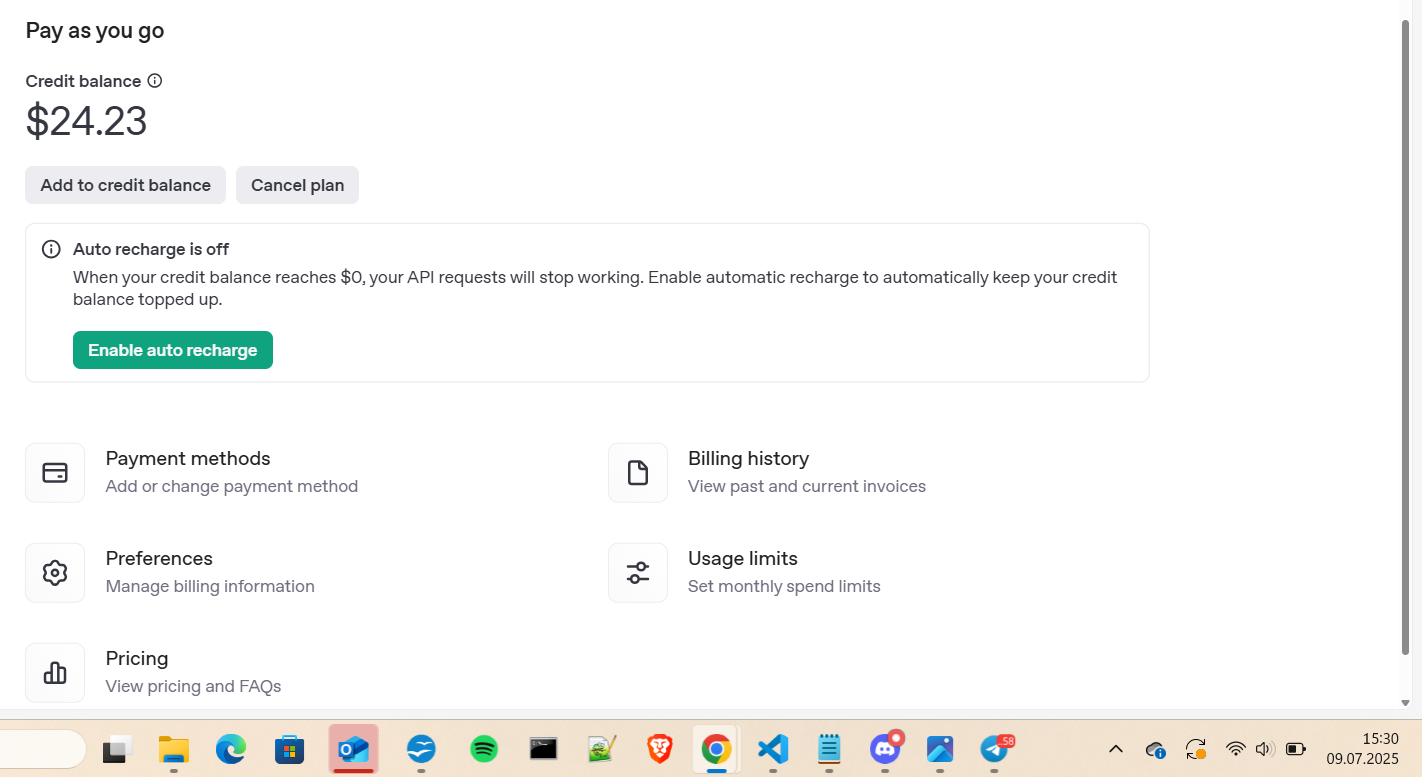 Pay as you go
Credit balance
$24.23
Add to credit balance
Cancel plan
Auto recharge is off
When your credit balance reaches $0, your API requests will stop working. Enable automatic recharge to automatically keep your credit
balance topped up.
Enable auto recharge
Payment methods
Add or change payment method
Billing history
View past and current invoices
Preferences
Manage billing information
Usage limits
Set monthly spend limits
Pricing
View pricing and FAQs
58
15:30
09.07.2025